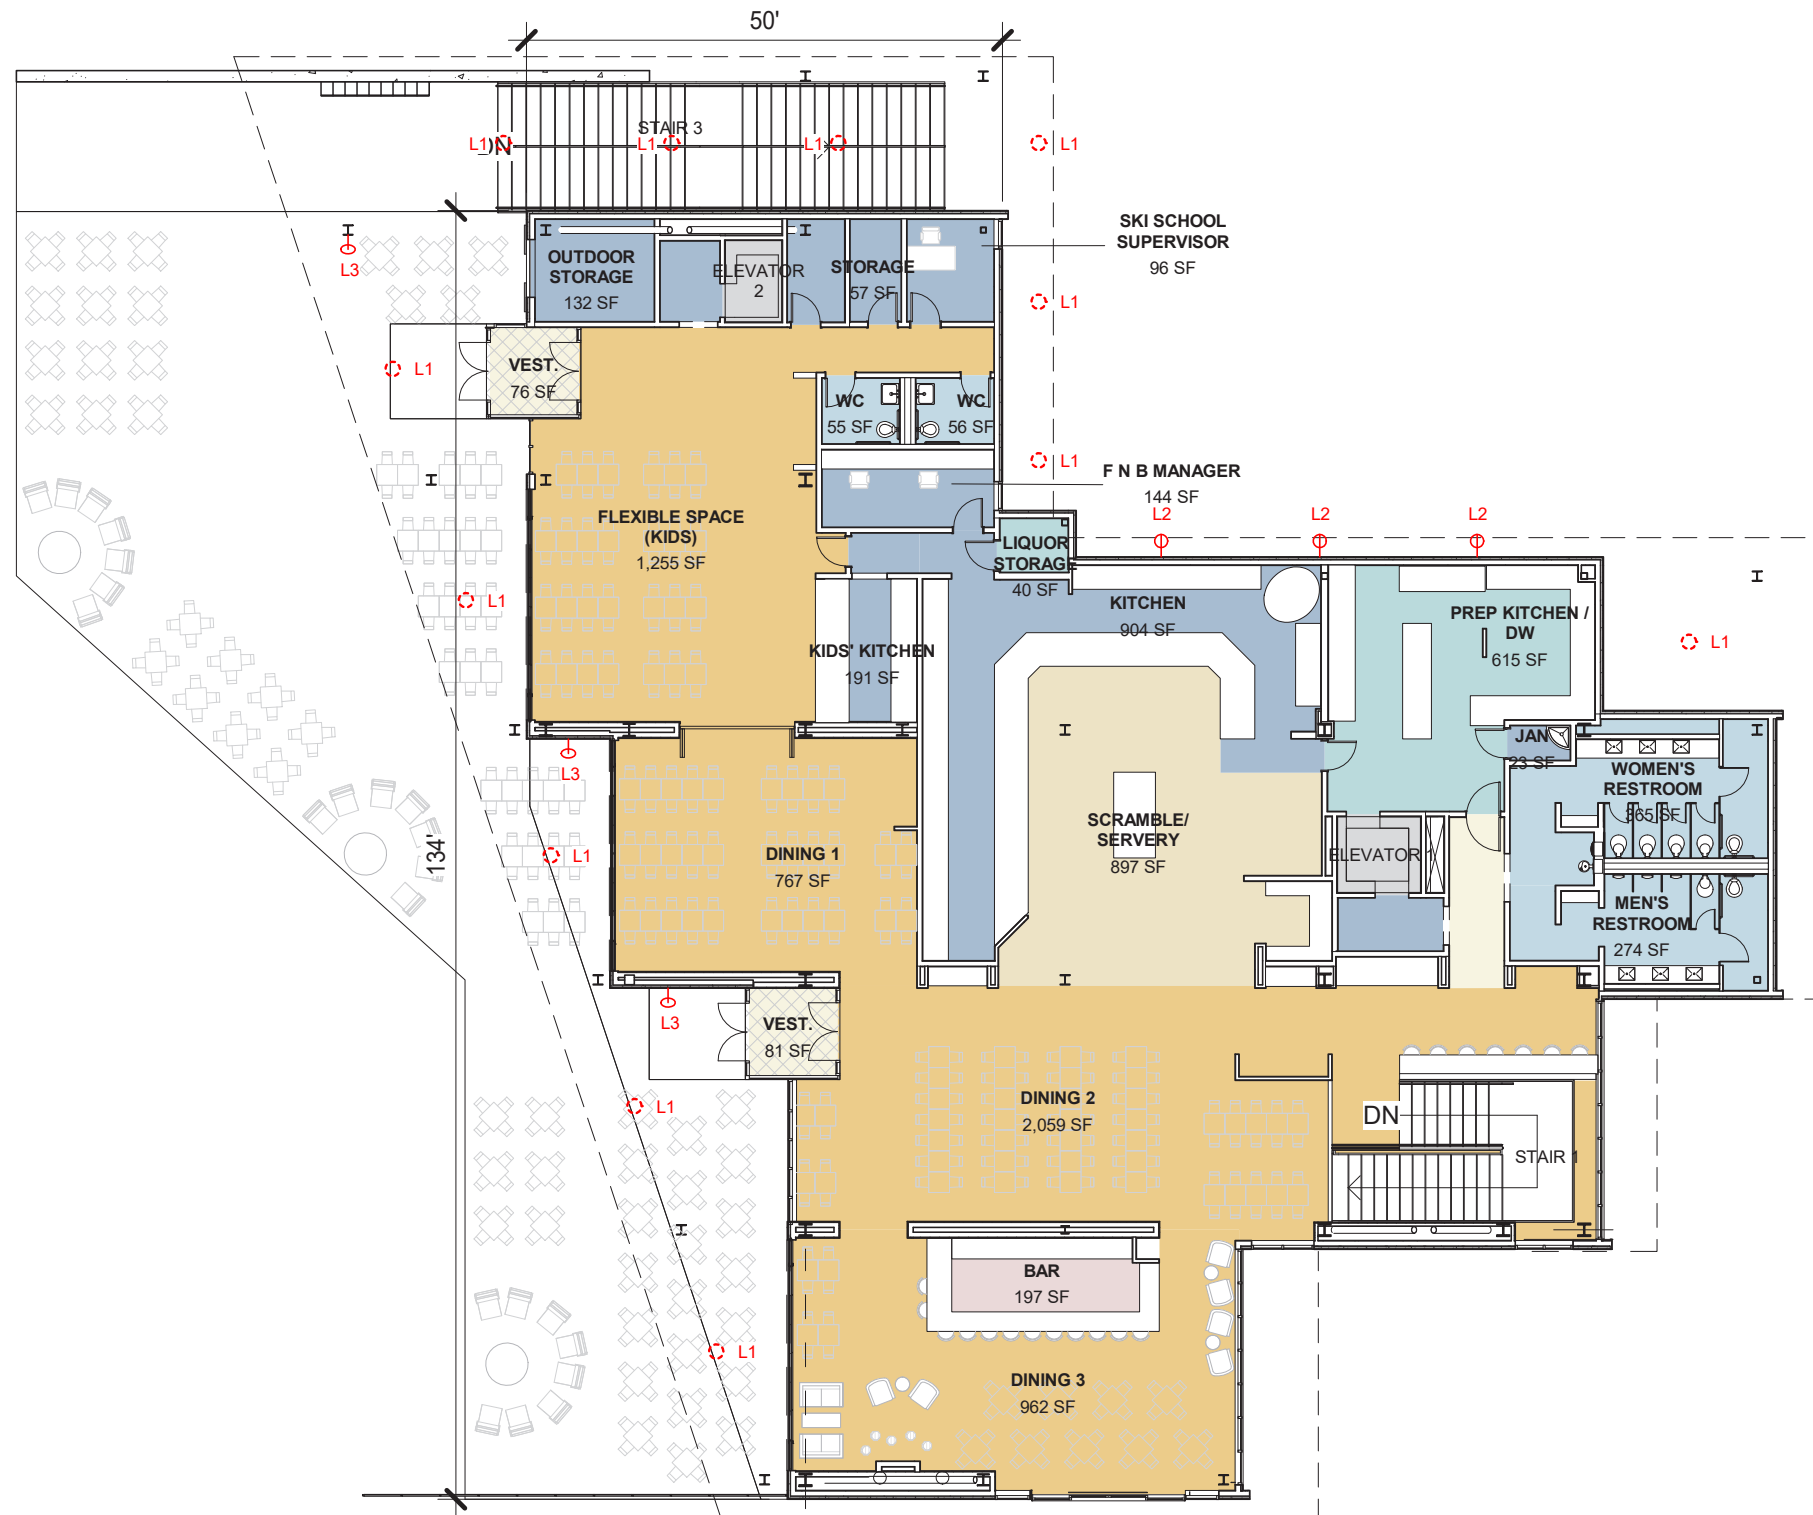 50'
STAIR 3
L1
DN
L1
L1
L1
SKI SCHOOL
SUPERVISOR
96 SF
L3
OUTDOOR
STORAGE
132 SF
ELEVATOR
2
STORAGE
57 SF
L1
L1
VEST.
76 SF
WC
55 SF
WC
56 SF
L1
F N B MANAGER
144 SF
L2
L2
L2
FLEXIBLE SPACE
(KIDS)
1,255 SF
LIQUOR
STORAGE
40 SF
L1
KITCHEN
904 SF
PREP KITCHEN /
DW
615 SF
L1
KIDS' KITCHEN
191 SF
L3
JAN
23 SF
WOMEN'S
RESTROOM
365 SF
SCRAMBLE/
SERVERY
897 SF
L1
134'
DINING 1
767 SF
ELEVATOR 1
MEN'S
RESTROOM
274 SF
L3
VEST.
81 SF
L1
DINING 2
2,059 SF
DN
STAIR 1
BAR
197 SF
L1
DINING 3
962 SF